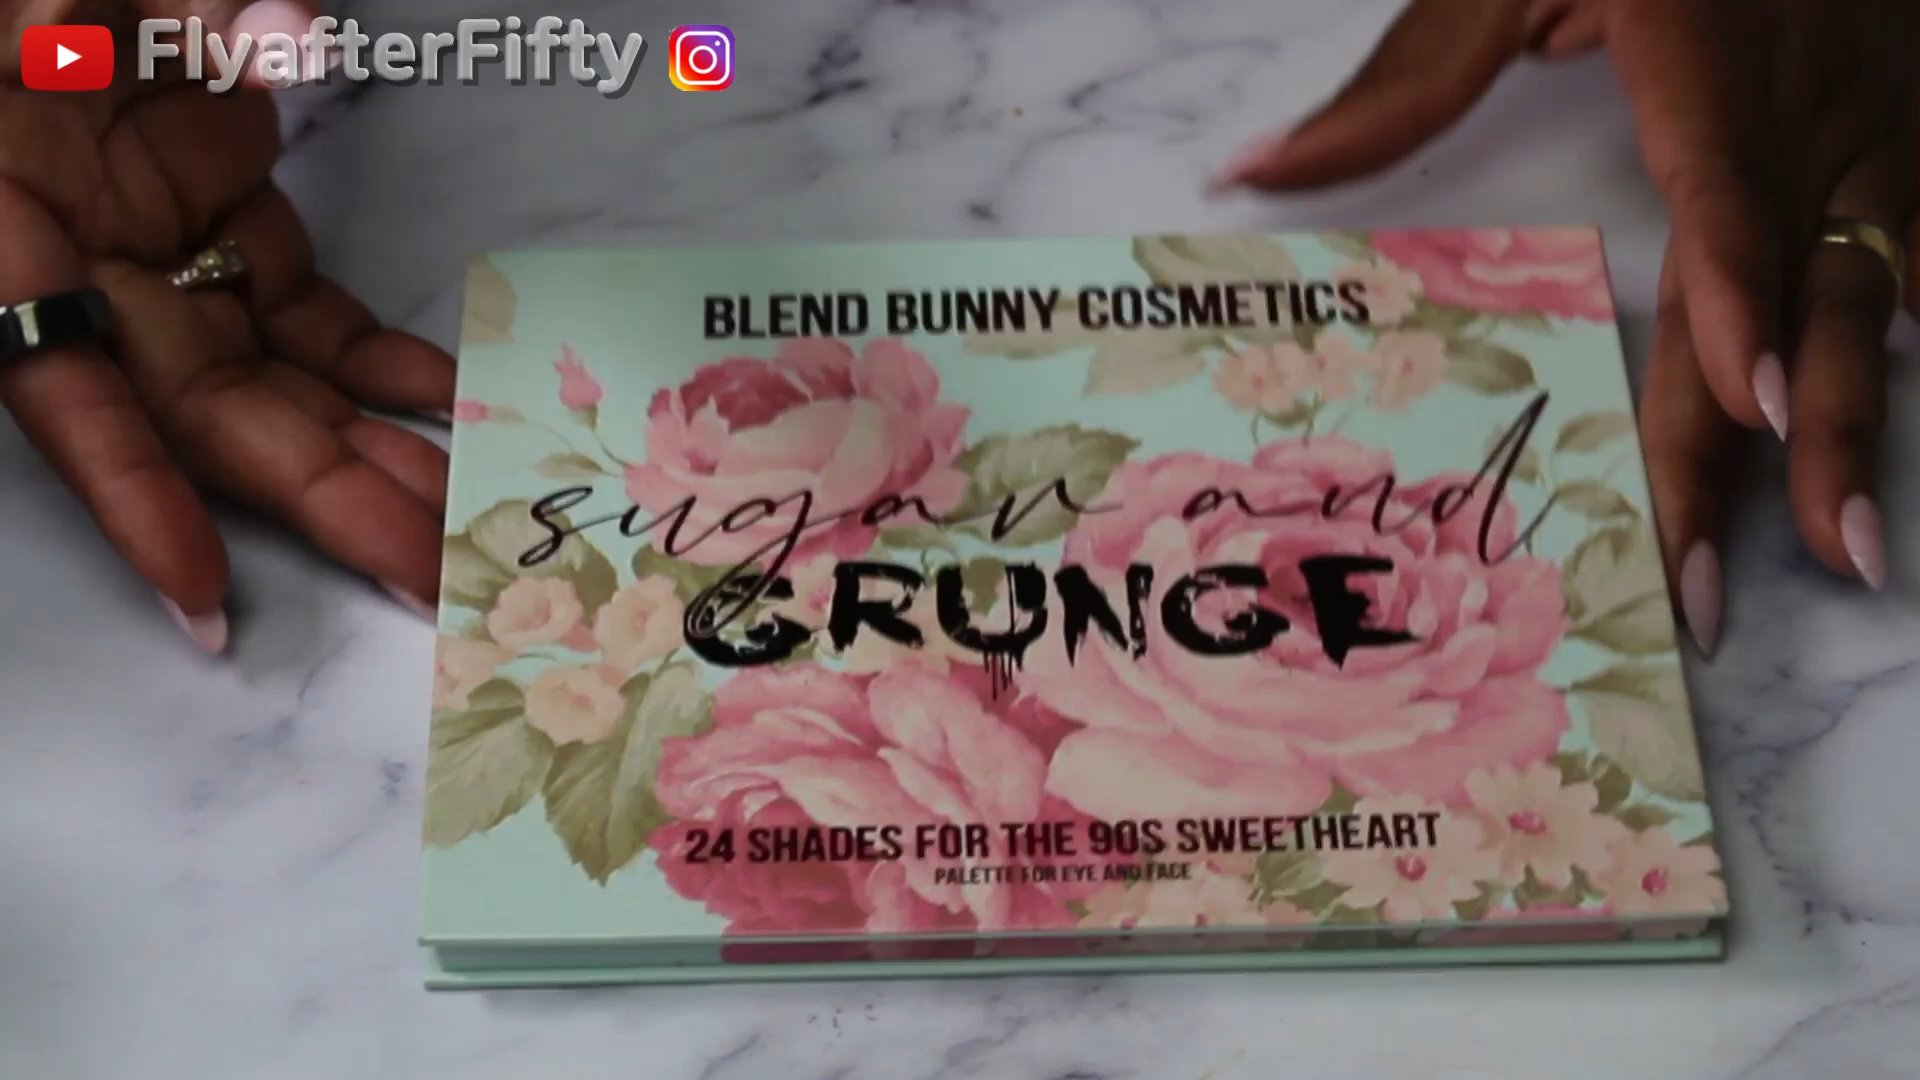 FlyafterFifty
BLEND BUNNY COSMETICS
sugar and
GRUNGE
24 SHADES FOR THE 90S SWEETHEART
PALETTE FOR EYE AND FACE